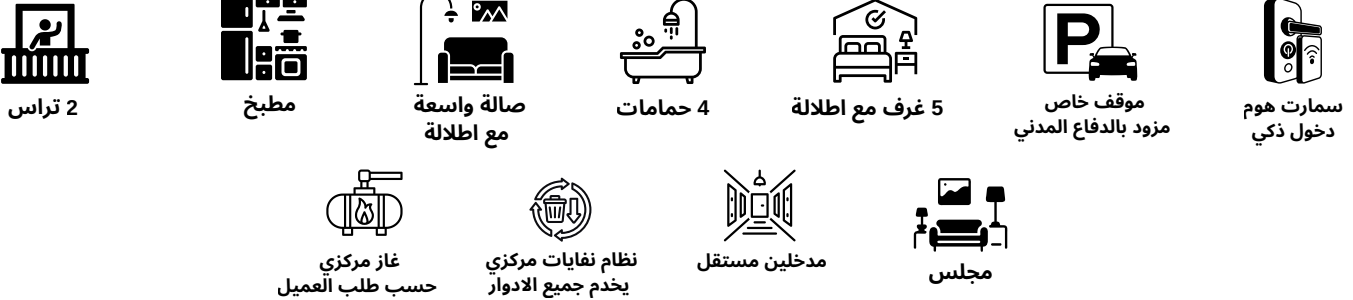 سمارت هوم
دخول ذكي
P
موقف خاص
مزود بالدفاع المدني
5 غرف مع اطلالة
4 حمامات
صالة واسعة
مع اطلالة
مطبخ
2 تراس
مجلس
مدخلين مستقل
نظام نفايات مركزي
يخدم جميع الادوار
غاز مركزي
حسب طلب العميل